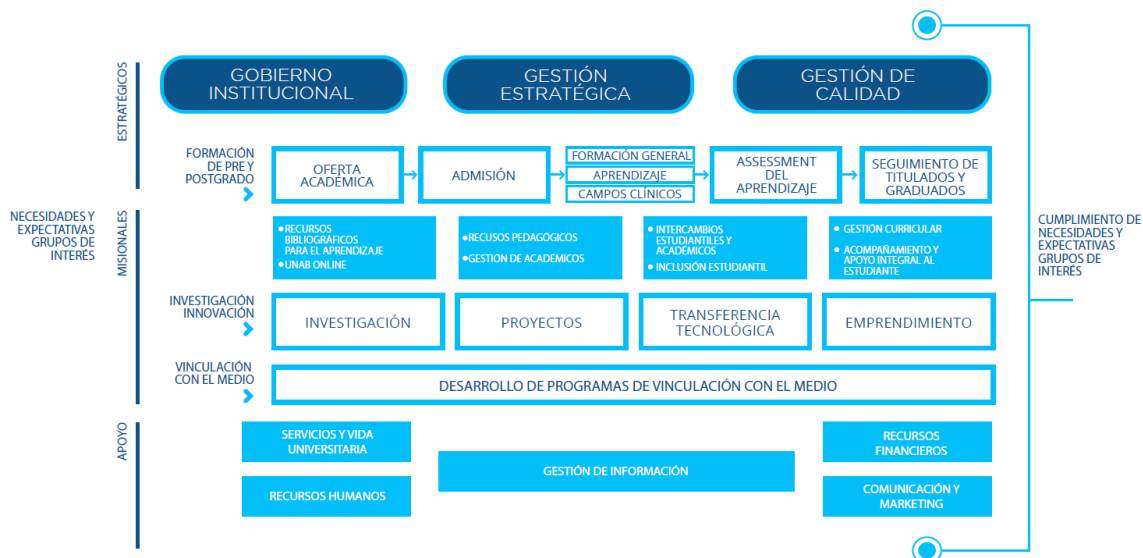 ESTRATÉGICOS
GOBIERNO
INSTITUCIONAL
GESTIÓN
ESTRATÉGICA
GESTIÓN DE
CALIDAD
FORMACIÓN
DE PRE Y
POSTGRADO
OFERTA
ACADÉMICA
ADMISIÓN
FORMACIÓN GENERAL
APRENDIZAJE
CAMPOS CLÍNICOS
ASSESSMENT
DEL
APRENDIZAJE
SEGUIMIENTO DE
TITULADOS Y
GRADUADOS
NECESIDADES Y
EXPECTATIVAS
GRUPOS DE
INTERÉS
MISIONALES
•RECURSOS
BIBLIOGRÁFICOS
PARA EL APRENDIZAJE
•UNAB ONLINE
•RECUSOS PEDAGÓGICOS
•GESTIÓN DE ACADÉMICOS
• INTERCAMBIOS
ESTUDIANTILES Y
ACADÉMICOS
• INCLUSIÓN ESTUDIANTIL
• GESTIÓN CURRICULAR
• ACOMPAÑAMIENTO Y
APOYO INTEGRAL AL
ESTUDIANTE
CUMPLIMIENTO DE
NECESIDADES Y
EXPECTATIVAS
GRUPOS DE
INTERÉS
INVESTIGACIÓN
INNOVACIÓN
INVESTIGACIÓN
PROYECTOS
TRANSFERENCIA
TECNOLÓGICA
EMPRENDIMIENTO
VINCULACIÓN
CON EL MEDIO
DESARROLLO DE PROGRAMAS DE VINCULACIÓN CON EL MEDIO
APOYO
SERVICIOS Y VIDA
UNIVERSITARIA
RECURSOS HUMANOS
GESTIÓN DE INFORMACIÓN
RECURSOS
FINANCIEROS
COMUNICACIÓN Y
MARKETING